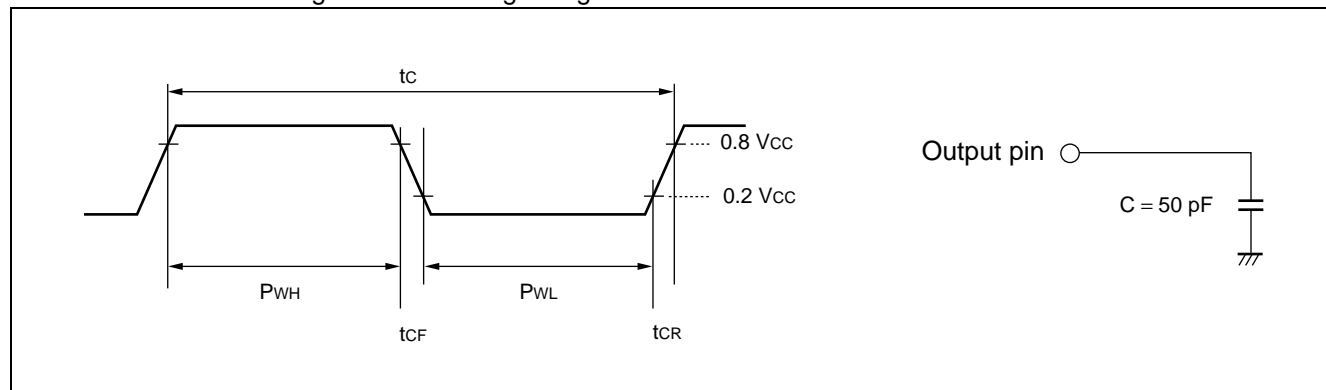 tC
0.8 VCC
0.2 VCC
PWH
PWL
tCF
tCR
Output pin
C = 50 pF